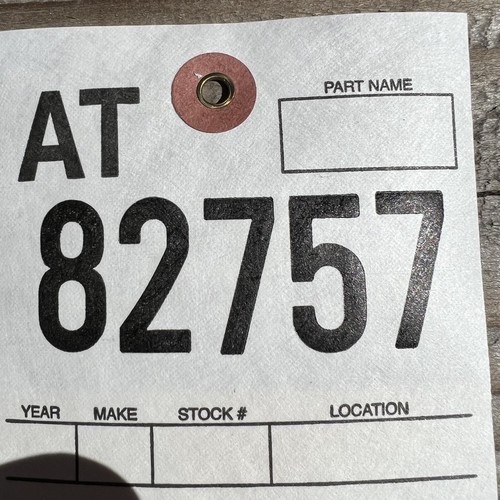 AT
PART NAME
82757
YEAR MAKE STOCK # LOCATION